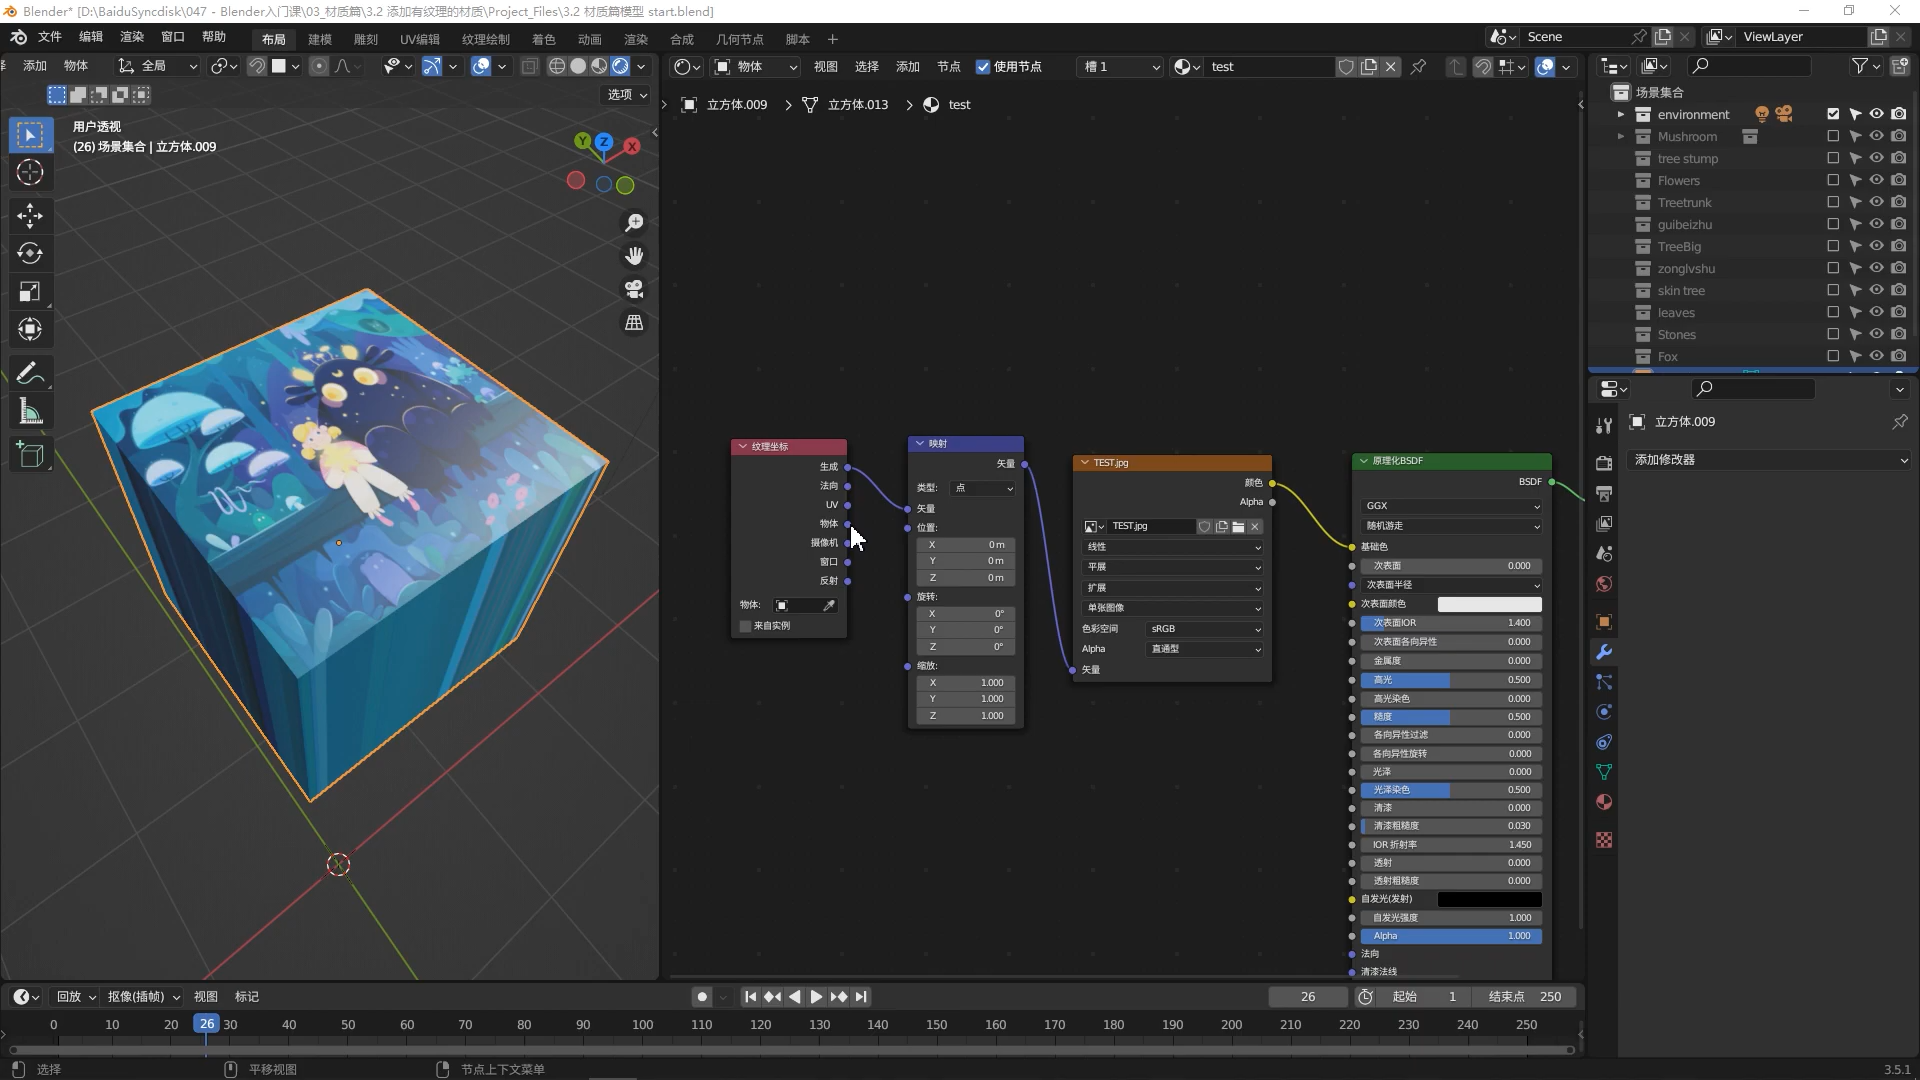 Blender* [D:\BaiduSyncdisk\047 - Blender入门课\03_材质篇\3.2 添加有纹理的材质\Project_Files\3.2 材质篇模型 start.blend]
文件 编辑 渲染 窗口 帮助 布局 建模 雕刻 UV编辑 纹理绘制 着色 动画 渲染 合成 几何节点 脚本 +
Scene
ViewLayer
添加 物体 全局
选项
用户透视
(26) 场景集合 | 立方体.009
Y Z X
物体 视图 选择 添加 节点 使用节点 槽 1 test
立方体.009 > 立方体.013 > test
纹理坐标
生成
法向
UV
物体
摄像机
窗口
反射
物体:
来自实例
映射
矢量
类型: 点
矢量
位置:
X 0 m
Y 0 m
Z 0 m
旋转:
X 0°
Y 0°
Z 0°
缩放:
X 1.000
Y 1.000
Z 1.000
TEST.jpg
颜色
Alpha
TEST.jpg
线性
平展
扩展
单张图像
色彩空间 sRGB
Alpha 直通型
矢量
原理化BSDF
BSDF
GGX
随机游走
基础色
次表面 0.000
次表面半径
次表面颜色
次表面IOR 1.400
次表面各向异性 0.000
金属度 0.000
高光 0.500
高光染色 0.000
糙度 0.500
各向异性过滤 0.000
各向异性旋转 0.000
光泽 0.000
光泽染色 0.500
清漆 0.000
清漆粗糙度 0.030
IOR 折射率 1.450
透射 0.000
透射粗糙度 0.000
自发光(发射)
自发光强度 1.000
Alpha 1.000
法向
清漆法线
场景集合
environment
Mushroom
tree stump
Flowers
Treetrunk
guibeizhu
TreeBig
zonglvshu
skin tree
leaves
Stones
Fox
立方体.009
添加修改器
回放 抠像(插帧) 视图 标记
26 起始 1 结束点 250
0 10 20 26 30 40 50 60 70 80 90 100 110 120 130 140 150 160 170 180 190 200 210 220 230 240 250
选择 平移视图 节点上下文菜单 3.5.1